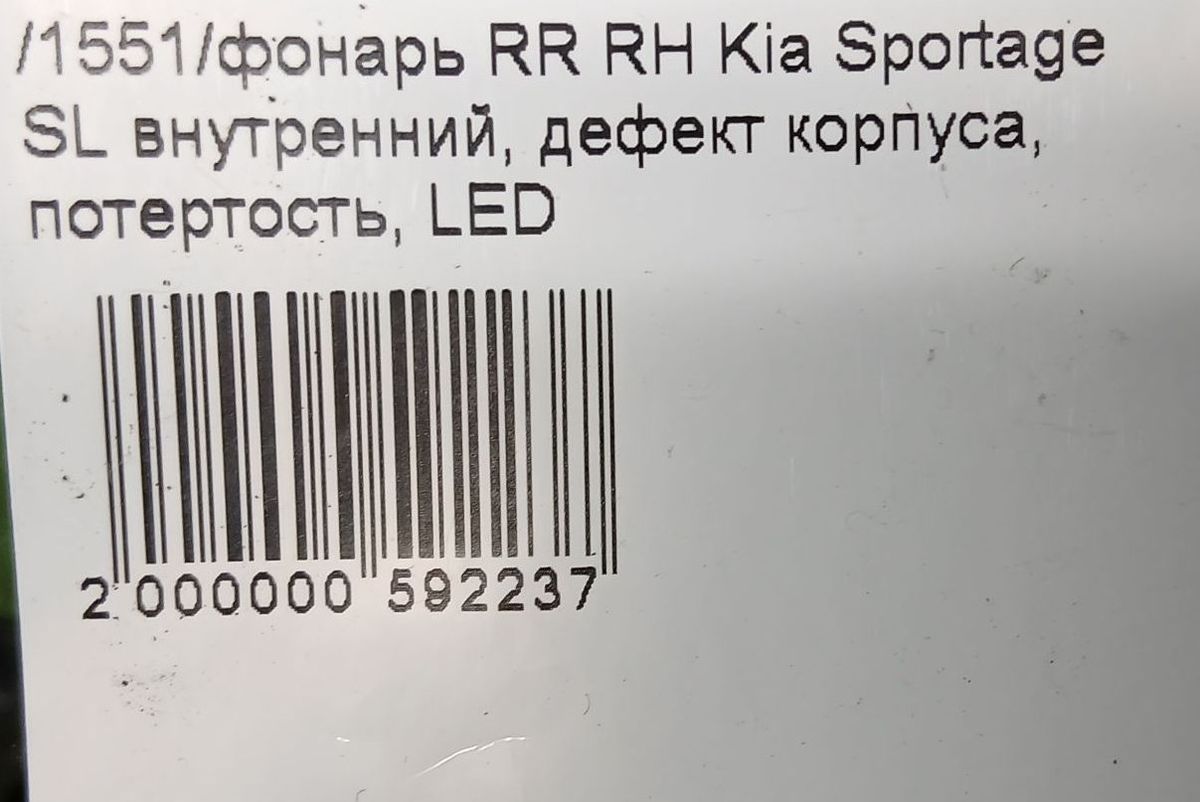 /1551/фонарь RR RH Kia Sportage
SL внутренний, дефект корпуса,
потертость, LED
2 000000 592237